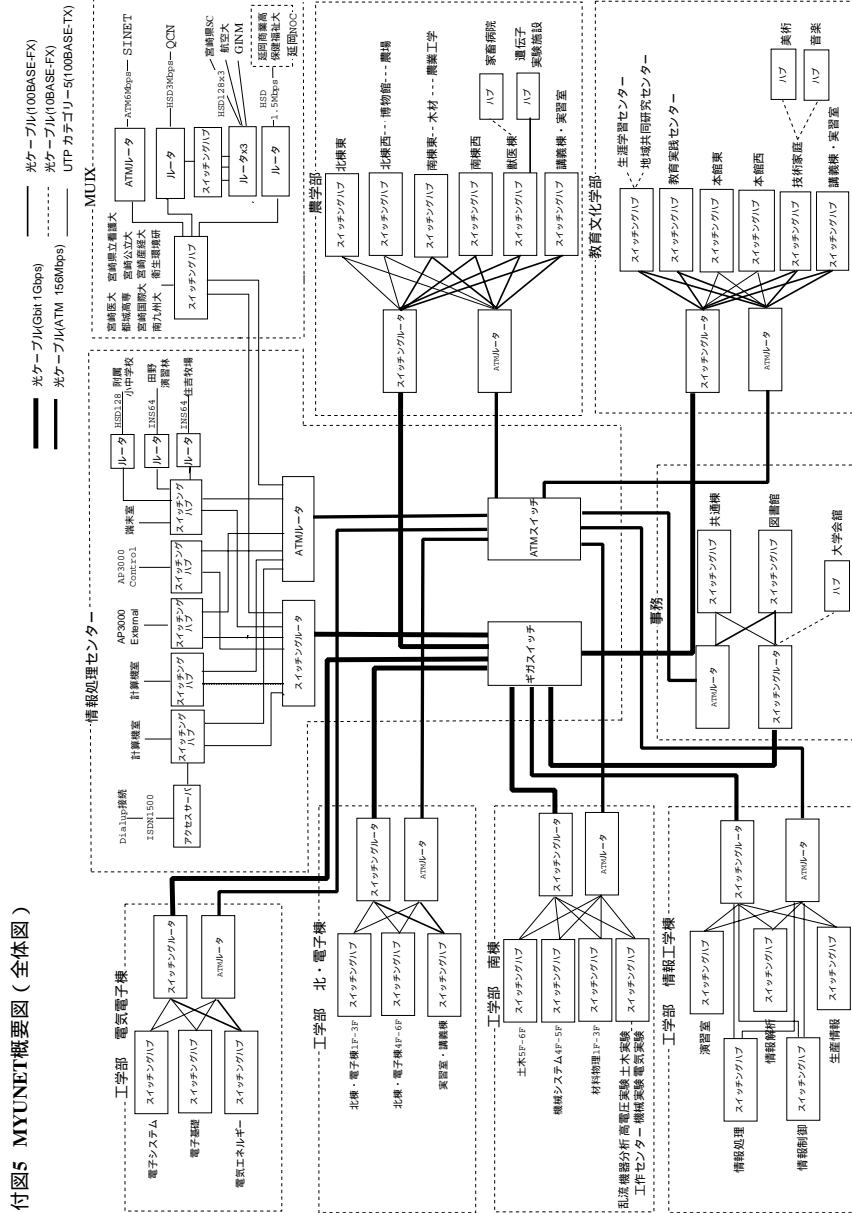 付図5 MYUNET概要図（全体図）
光ケーブル(Gbit 1Gbps)
光ケーブル(ATM 156Mbps)
光ケーブル(100BASE-FX)
光ケーブル(10BASE-FX)
UTP カテゴリー5(100BASE-TX)
工学部 電気電子棟
電子システム
電子基礎
電気エネルギー
スイッチングハブ
スイッチングハブ
スイッチングハブ
スイッチングルータ
ATMルータ
情報処理センター
Dialup接続
ISDN1500
アクセスサーバ
計算機室
計算機室
AP3000
External
AP3000
Control
端末室
スイッチング
ハブ
スイッチング
ハブ
スイッチング
ハブ
スイッチング
ハブ
スイッチング
ハブ
ルータ
ルータ
ルータ
HSD128
附属
小中学校
INS64
田野
演習林
INS64
住吉牧場
スイッチングルータ
ATMルータ
MUIX
宮崎医大 宮崎県立看護大
都城高専 宮崎公立大
宮崎国際大 宮崎産経大
南九州大 衛生環境研
スイッチングハブ
ATMルータ
ATM6Mbps
SINET
ルータ
HSD3Mbps
QCN
スイッチングハブ
ルータx3
HSD128x3
宮崎県SC
航空大
GINM
ルータ
HSD
1.5Mbps
延岡商業高
保健福祉大
延岡NOC
工学部 北・電子棟
北棟・電子棟1F-3F
北棟・電子棟4F-6F
実習室・講義棟
スイッチングハブ
スイッチングハブ
スイッチングハブ
スイッチングルータ
ATMルータ
ギガスイッチ
ATMスイッチ
農学部
スイッチングルータ
ATMルータ
スイッチングハブ
北棟東
スイッチングハブ
北棟西
博物館
農場
スイッチングハブ
南棟東
木材
農業工学
スイッチングハブ
南棟西
スイッチングハブ
獣医棟
スイッチングハブ
講義棟・実習室
ハブ
家畜病院
ハブ
遺伝子
実験施設
工学部 南棟
土木5F-6F
機械システム4F-5F
材料物理1F-3F
乱流 機器分析 高電圧実験 土木実験
工作センター 機械実験 電気実験
スイッチングハブ
スイッチングハブ
スイッチングハブ
スイッチングハブ
スイッチングルータ
ATMルータ
工学部 情報工学棟
演習室
情報処理
情報解析
情報制御
生産情報
スイッチングハブ
スイッチングハブ
スイッチングハブ
スイッチングハブ
スイッチングハブ
スイッチングルータ
ATMルータ
事務
ATMルータ
スイッチングルータ
スイッチングハブ
共通棟
スイッチングハブ
図書館
ハブ
大学会館
教育文化学部
スイッチングルータ
ATMルータ
スイッチングハブ
生涯学習センター
地域共同研究センター
スイッチングハブ
教育実践センター
スイッチングハブ
本館東
スイッチングハブ
本館西
スイッチングハブ
技術家庭
スイッチングハブ
講義棟・実習室
ハブ
美術
ハブ
音楽